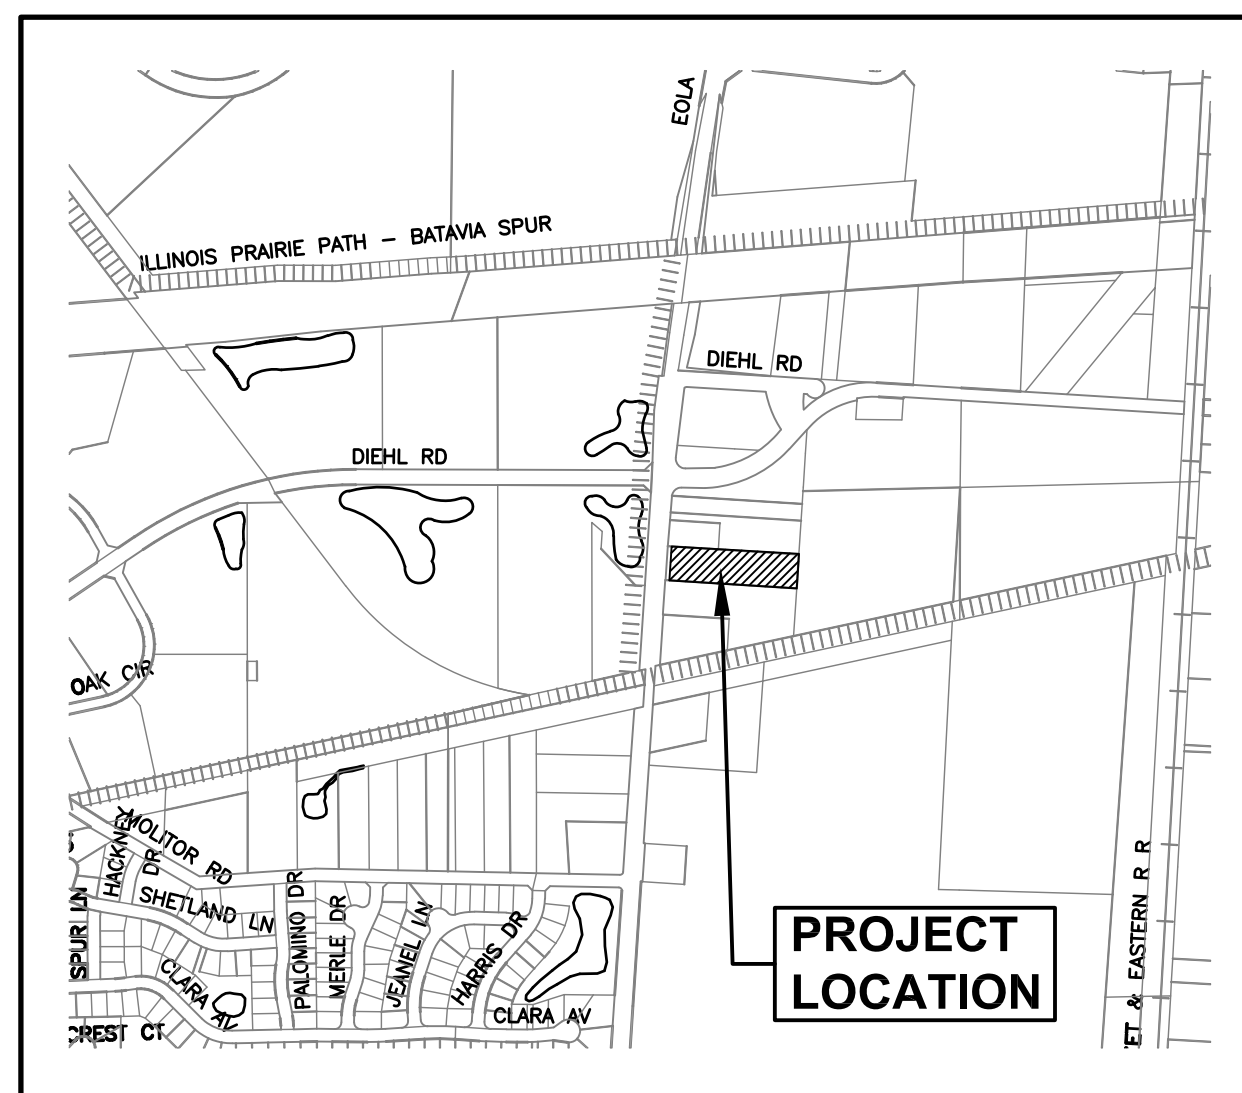 EOLA
ILLINOIS PRAIRIE PATH - BATAVIA SPUR
DIEHL RD
DIEHL RD
OAK CIR
MOLITOR RD
HACKNEY
DR
SHETLAND LN
SPUR LN
PALOMINO DR
MERLE DR
JEANEL LN
HARRIS DR
CLARA AV
CLARA AV
CREST CT
PROJECT
LOCATION
& EASTERN R R